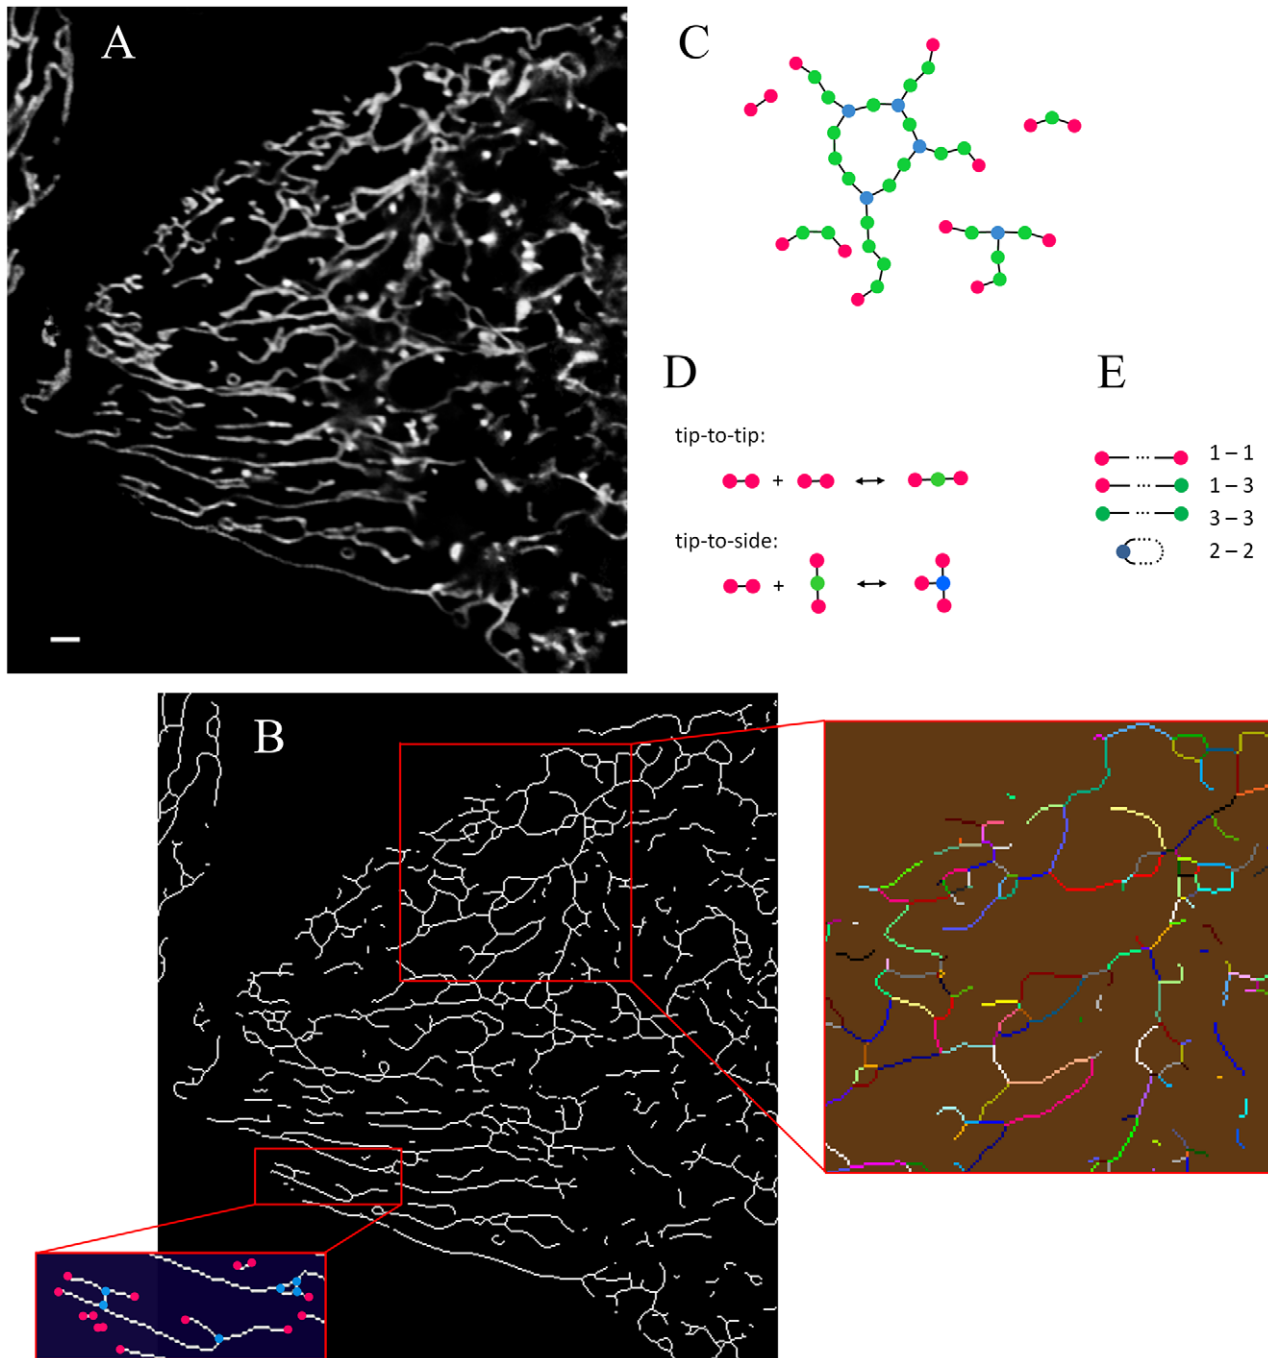 A
C
D
E
tip-to-tip:
+
1 – 1
1 – 3
3 – 3
tip-to-side:
2 – 2
+
B